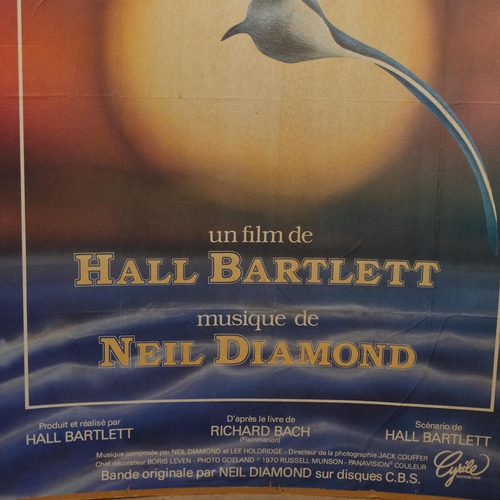 un film de
HALL BARTLETT
musique de
NEIL DIAMOND
Produit et réalisé par
HALL BARTLETT
D'après le livre de
RICHARD BACH
(Flammarion)
Scénario de
HALL BARTLETT
Musique composée par NEIL DIAMOND et LEE HOLDRIDGE - Directeur de la photographie JACK COUFFER
Chef décorateur BORIS LEVEN - PHOTO GOELAND © 1970 RUSSELL MUNSON - PANAVISION® COULEUR
Bande originale par NEIL DIAMOND sur disques C.B.S.
Cyrile
DISTRIBUTION